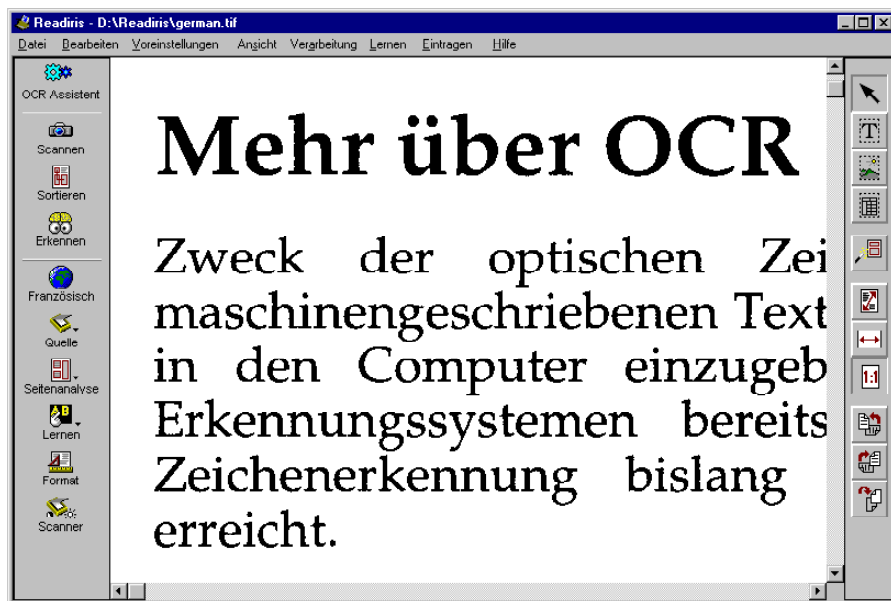 Readiris - D:\Readiris\german.tif
Datei Bearbeiten Voreinstellungen Ansicht Verarbeitung Lernen Eintragen Hilfe
OCR Assistent
Scannen
Sortieren
Erkennen
Französisch
Quelle
Seitenanalyse
Lernen
Format
Scanner
Mehr über OCR
Zweck der optischen Zei
maschinengeschriebenen Text
in den Computer einzugeb
Erkennungssystemen bereits
Zeichenerkennung bislang
erreicht.
T
1:1